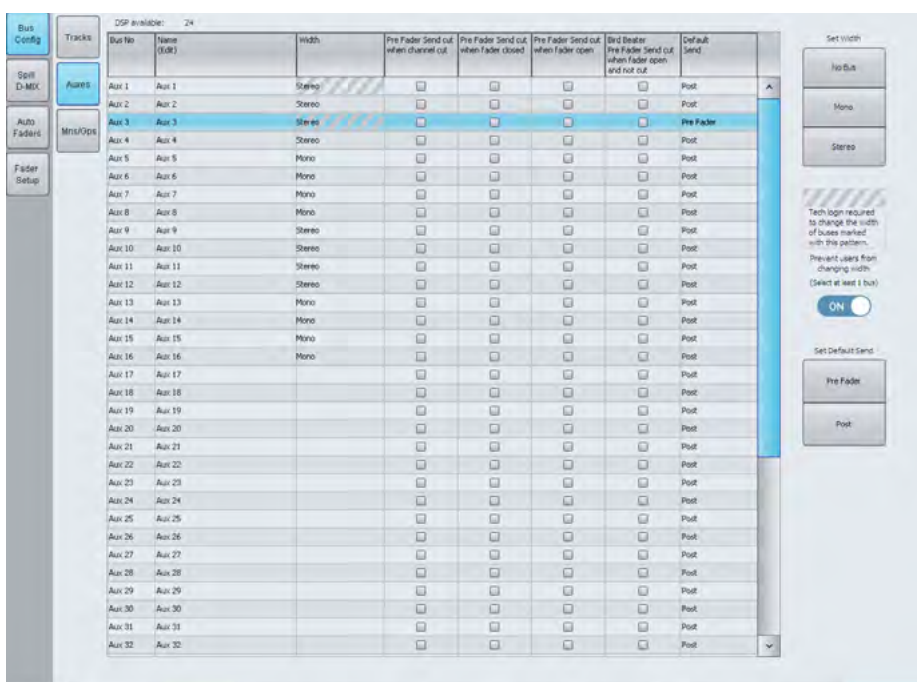 DSP available: 24
Bus Config
Spill D-MIX
Auto Faders
Fader Setup
Tracks
Auxes
Mns/Gps
Bus No Name (Edit) Width Pre Fader Send cut when channel cut Pre Fader Send cut when fader closed Pre Fader Send cut when fader open Bird Beater Pre Fader Send cut when fader open and not cut Default Send
Aux 1 Aux 1 Stereo Post
Aux 2 Aux 2 Stereo Post
Aux 3 Aux 3 Stereo Pre Fader
Aux 4 Aux 4 Stereo Post
Aux 5 Aux 5 Mono Post
Aux 6 Aux 6 Mono Post
Aux 7 Aux 7 Mono Post
Aux 8 Aux 8 Mono Post
Aux 9 Aux 9 Stereo Post
Aux 10 Aux 10 Stereo Post
Aux 11 Aux 11 Stereo Post
Aux 12 Aux 12 Stereo Post
Aux 13 Aux 13 Mono Post
Aux 14 Aux 14 Mono Post
Aux 15 Aux 15 Mono Post
Aux 16 Aux 16 Mono Post
Aux 17 Aux 17 Post
Aux 18 Aux 18 Post
Aux 19 Aux 19 Post
Aux 20 Aux 20 Post
Aux 21 Aux 21 Post
Aux 22 Aux 22 Post
Aux 23 Aux 23 Post
Aux 24 Aux 24 Post
Aux 25 Aux 25 Post
Aux 26 Aux 26 Post
Aux 27 Aux 27 Post
Aux 28 Aux 28 Post
Aux 29 Aux 29 Post
Aux 30 Aux 30 Post
Aux 31 Aux 31 Post
Aux 32 Aux 32 Post
Set Width
No Bus
Mono
Stereo
Tech login required
to change the width
of buses marked
with this pattern.
Prevent users from
changing width
(Select at least 1 bus)
ON
Set Default Send
Pre Fader
Post